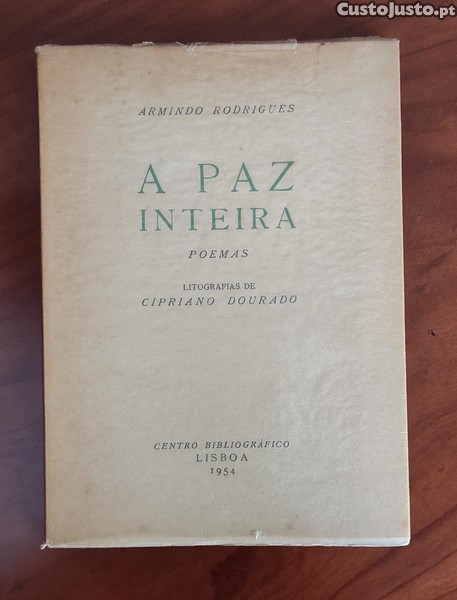 CustoJusto.pt
ARMINDO RODRIGUES
A PAZ
INTEIRA
POEMAS
LITOGRAFIAS DE
CIPRIANO DOURADO
CENTRO BIBLIOGRÁFICO
LISBOA
1954